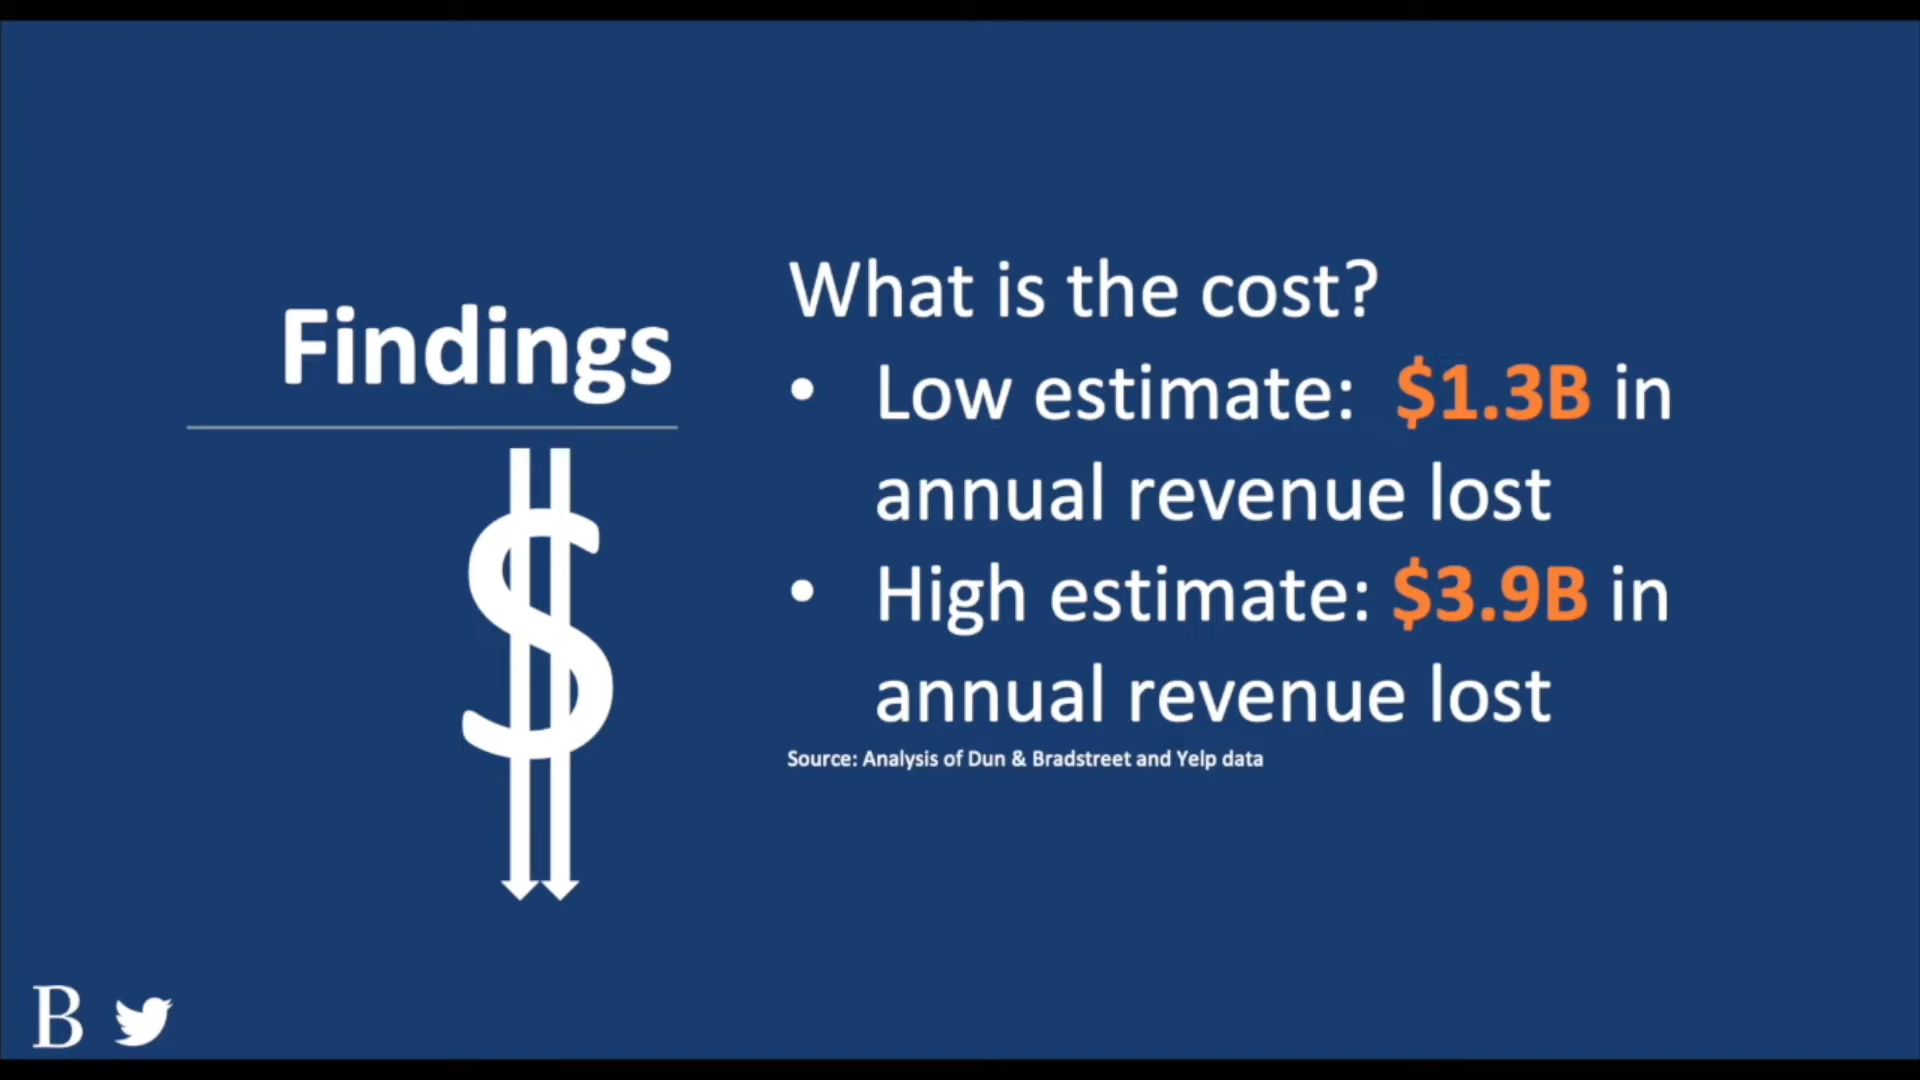 Findings
$
What is the cost?
• Low estimate: $1.3B in
annual revenue lost
• High estimate: $3.9B in
annual revenue lost
Source: Analysis of Dun & Bradstreet and Yelp data
B